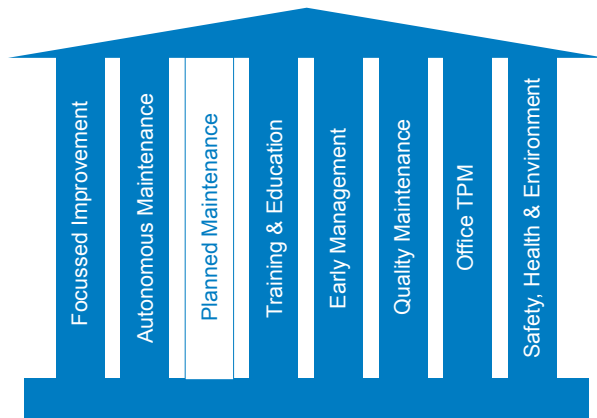 Focussed Improvement
Autonomous Maintenance
Planned Maintenance
Training & Education
Early Management
Quality Maintenance
Office TPM
Safety, Health & Environment